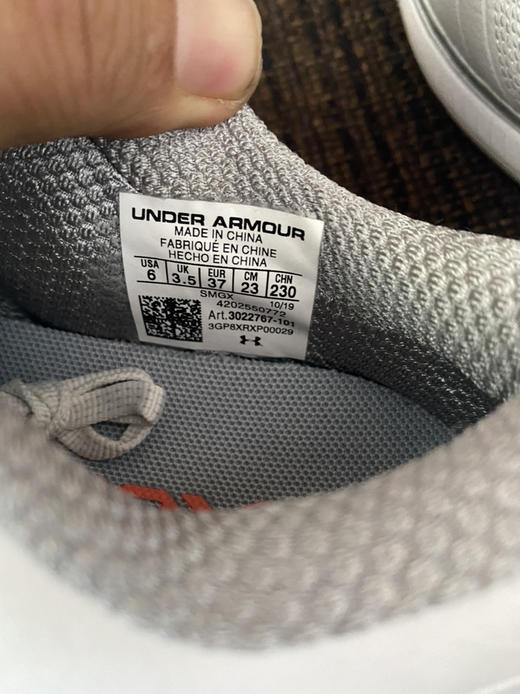 UNDER ARMOUR
MADE IN CHINA
FABRIQUÉ EN CHINE
HECHO EN CHINA
USA UK EUR CM CHN
6 3.5 37 23 230
SMGX 10/19
4202550772
Art.3022767-101
3GP8XRXP00029